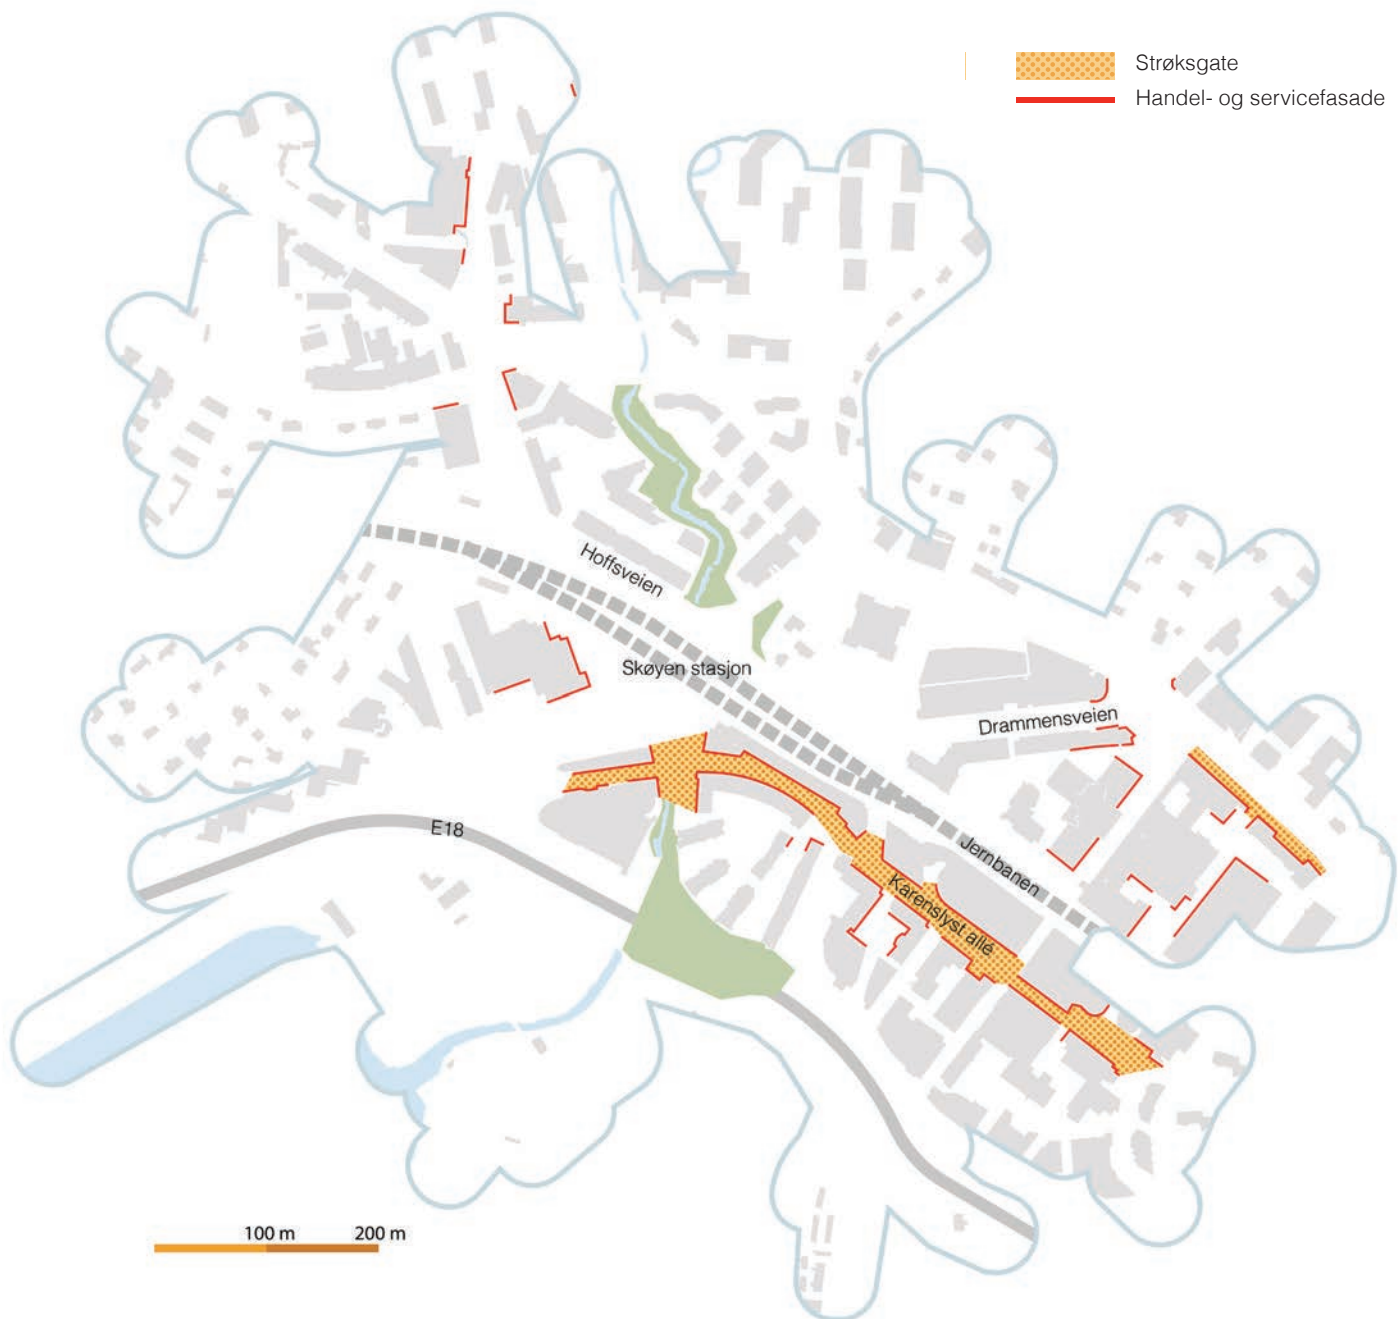 Strøksgate
Handel- og servicefasade
Hoffsveien
Skøyen stasjon
Drammensveien
E18
Jernbanen
Karenslyst allé
100 m
200 m